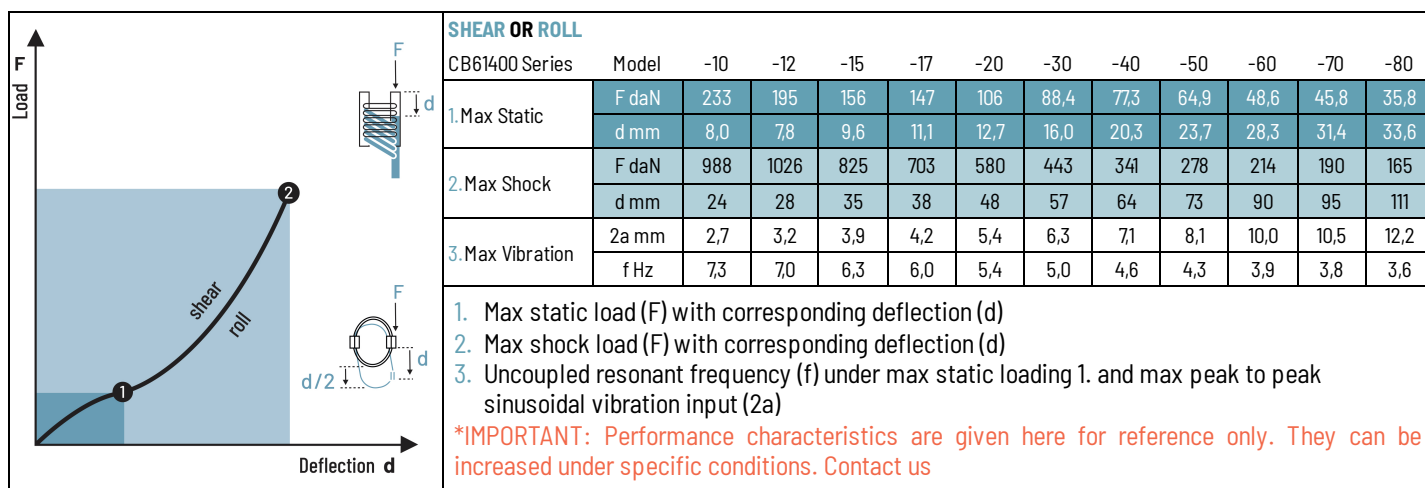 F
Load
F
d
shear
roll
F
d
d/2
1
2
Deflection d
SHEAR OR ROLL
CB61400 Series Model -10 -12 -15 -17 -20 -30 -40 -50 -60 -70 -80
1. Max Static
F daN 233 195 156 147 106 88,4 77,3 64,9 48,6 45,8 35,8
d mm 8,0 7,8 9,6 11,1 12,7 16,0 20,3 23,7 28,3 31,4 33,6
2. Max Shock
F daN 988 1026 825 703 580 443 341 278 214 190 165
d mm 24 28 35 38 48 57 64 73 90 95 111
3. Max Vibration
2a mm 2,7 3,2 3,9 4,2 5,4 6,3 7,1 8,1 10,0 10,5 12,2
f Hz 7,3 7,0 6,3 6,0 5,4 5,0 4,6 4,3 3,9 3,8 3,6
1. Max static load (F) with corresponding deflection (d)
2. Max shock load (F) with corresponding deflection (d)
3. Uncoupled resonant frequency (f) under max static loading 1. and max peak to peak
sinusoidal vibration input (2a)
*IMPORTANT: Performance characteristics are given here for reference only. They can be
increased under specific conditions. Contact us